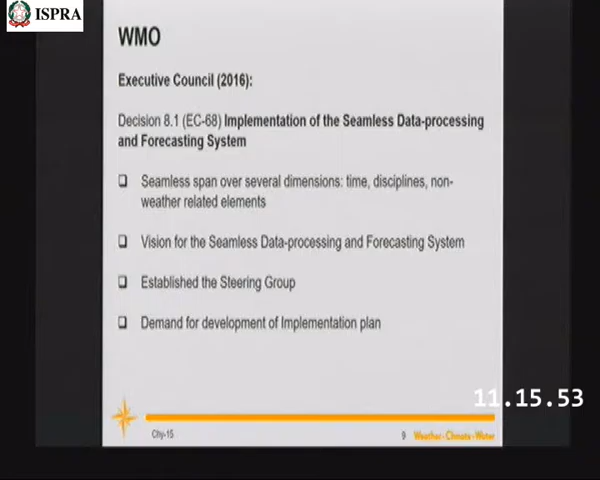 ISPRA
WMO
Executive Council (2016):
Decision 8.1 (EC-68) Implementation of the Seamless Data-processing
and Forecasting System
❑ Seamless span over several dimensions: time, disciplines, non-
weather related elements
❑ Vision for the Seamless Data-processing and Forecasting System
❑ Established the Steering Group
❑ Demand for development of Implementation plan
11.15.53
Chy-15
9 Weather - Climate - Water